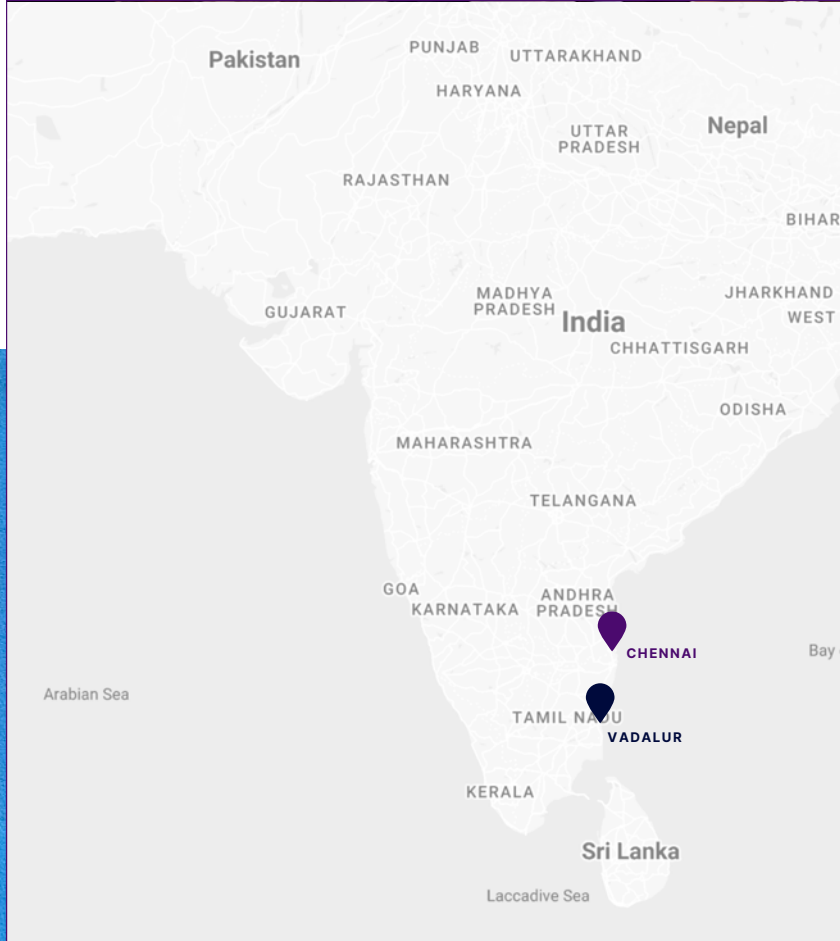 PUNJAB
Pakistan
UTTARAKHAND
HARYANA
Nepal
UTTAR
PRADESH
RAJASTHAN
BIHAR
MADHYA
PRADESH
JHARKHAND
GUJARAT
India
WEST
CHHATTISGARH
ODISHA
MAHARASHTRA
TELANGANA
GOA
ANDHRA
PRADESH
KARNATAKA
CHENNAI
Bay
Arabian Sea
TAMIL NADU
VADALUR
KERALA
Sri Lanka
Laccadive Sea